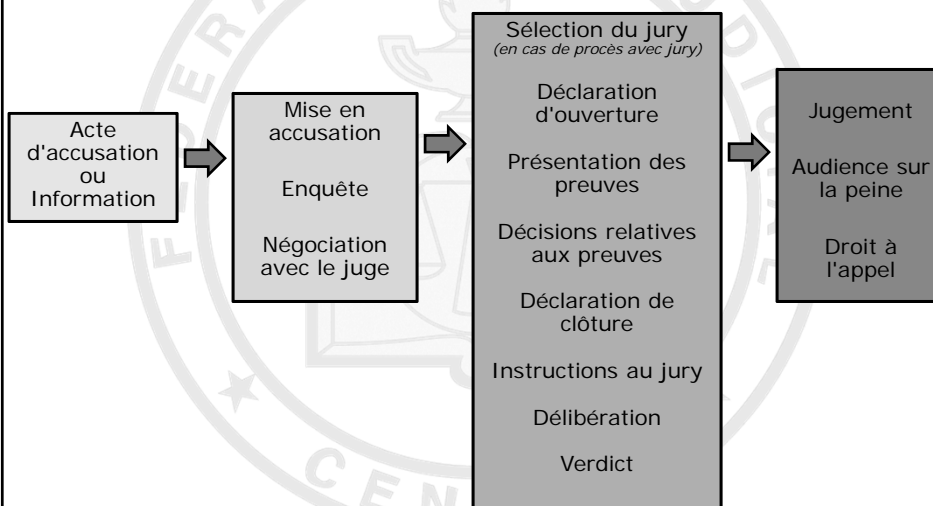 Acte
d'accusation
ou
Information
Mise en
accusation
Enquête
Négociation
avec le juge
Sélection du jury
(en cas de procès avec jury)
Déclaration
d'ouverture
Présentation des
preuves
Décisions relatives
aux preuves
Déclaration de
clôture
Instructions au jury
Délibération
Verdict
Jugement
Audience sur
la peine
Droit à
l'appel